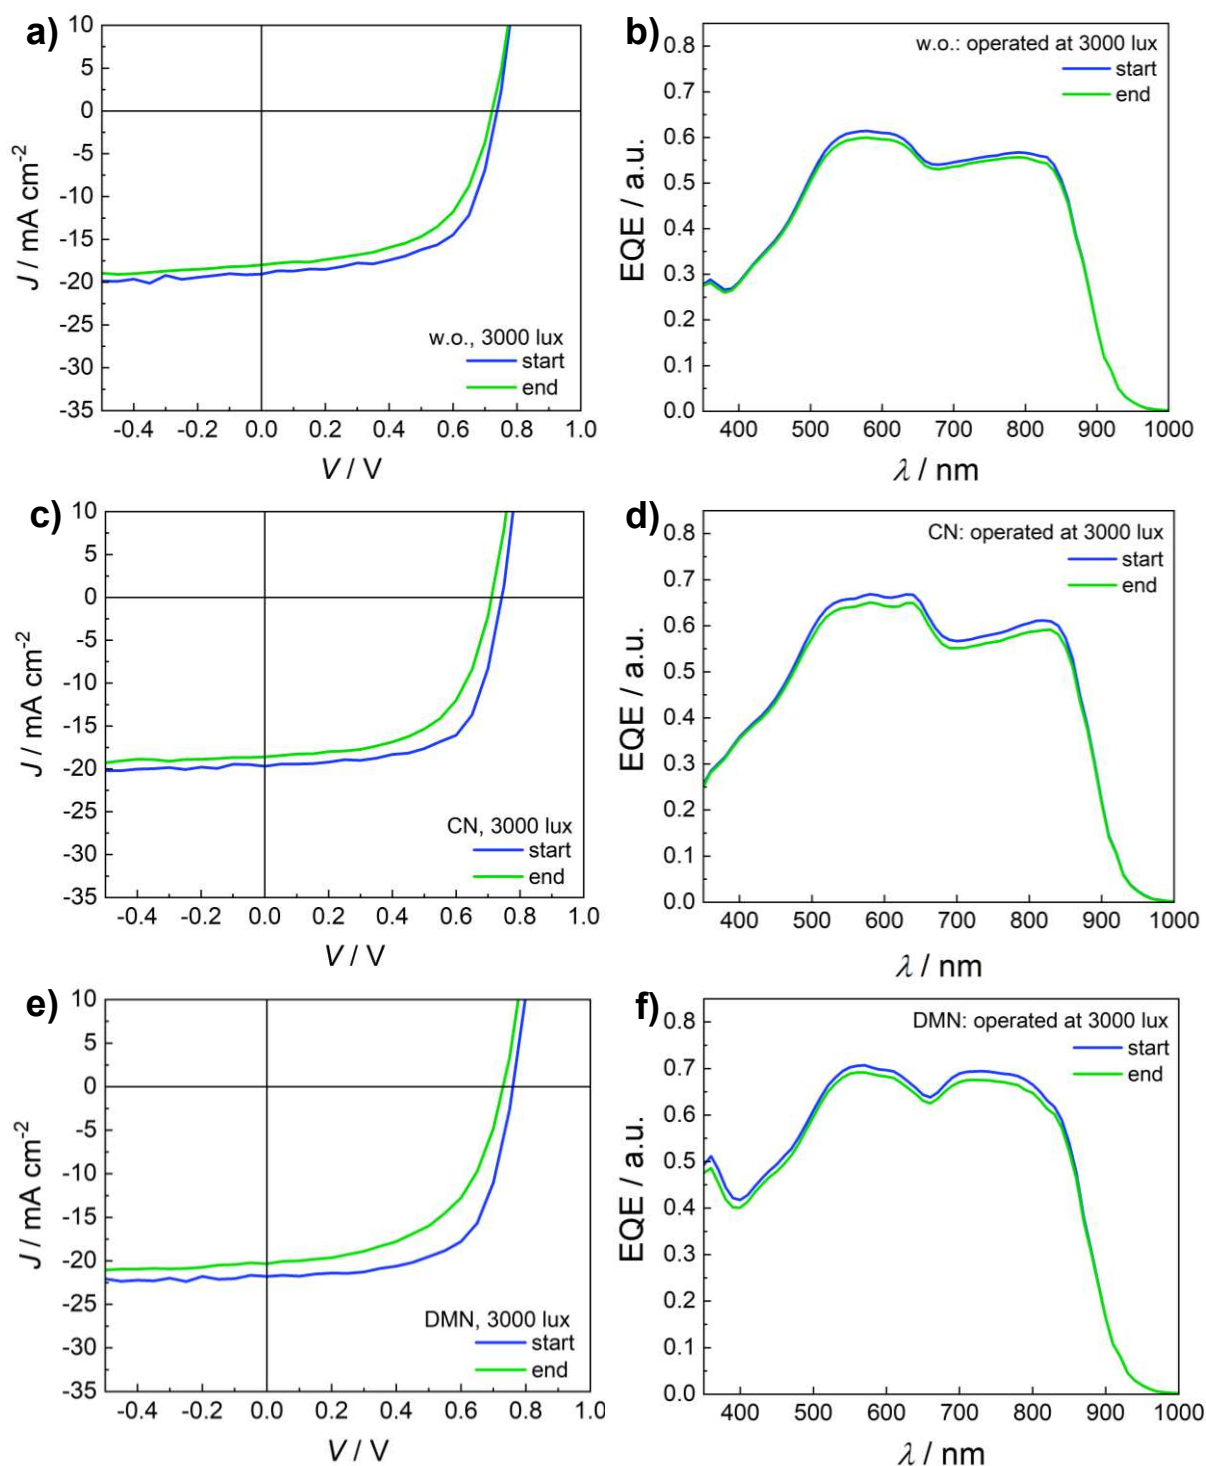 a)
10
5
0
-5
-10
-15
-20
-25
-30
-35
J / mA cm⁻²
w.o., 3000 lux
start
end
-0.4 -0.2 0.0 0.2 0.4 0.6 0.8 1.0
V / V
b)
0.8
0.7
0.6
0.5
0.4
0.3
0.2
0.1
0.0
EQE / a.u.
w.o.: operated at 3000 lux
start
end
400 500 600 700 800 900 1000
λ / nm
c)
10
5
0
-5
-10
-15
-20
-25
-30
-35
J / mA cm⁻²
CN, 3000 lux
start
end
-0.4 -0.2 0.0 0.2 0.4 0.6 0.8 1.0
V / V
d)
0.8
0.7
0.6
0.5
0.4
0.3
0.2
0.1
0.0
EQE / a.u.
CN: operated at 3000 lux
start
end
400 500 600 700 800 900 1000
λ / nm
e)
10
5
0
-5
-10
-15
-20
-25
-30
-35
J / mA cm⁻²
DMN, 3000 lux
start
end
-0.4 -0.2 0.0 0.2 0.4 0.6 0.8 1.0
V / V
f)
0.8
0.7
0.6
0.5
0.4
0.3
0.2
0.1
0.0
EQE / a.u.
DMN: operated at 3000 lux
start
end
400 500 600 700 800 900 1000
λ / nm